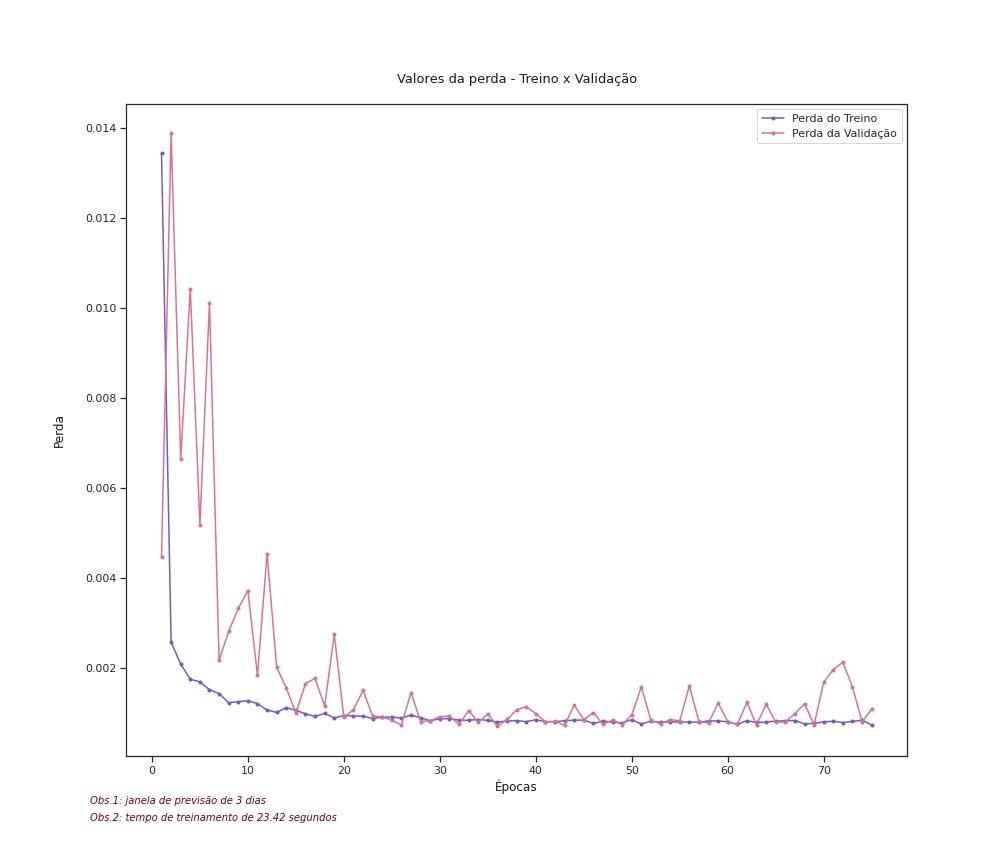 Valores da perda - Treino x Validação
Perda do Treino
Perda da Validação
0.014
0.012
0.010
0.008
0.006
0.004
0.002
Perda
0 10 20 30 40 50 60 70
Épocas
Obs.1: janela de previsão de 3 dias
Obs.2: tempo de treinamento de 23.42 segundos